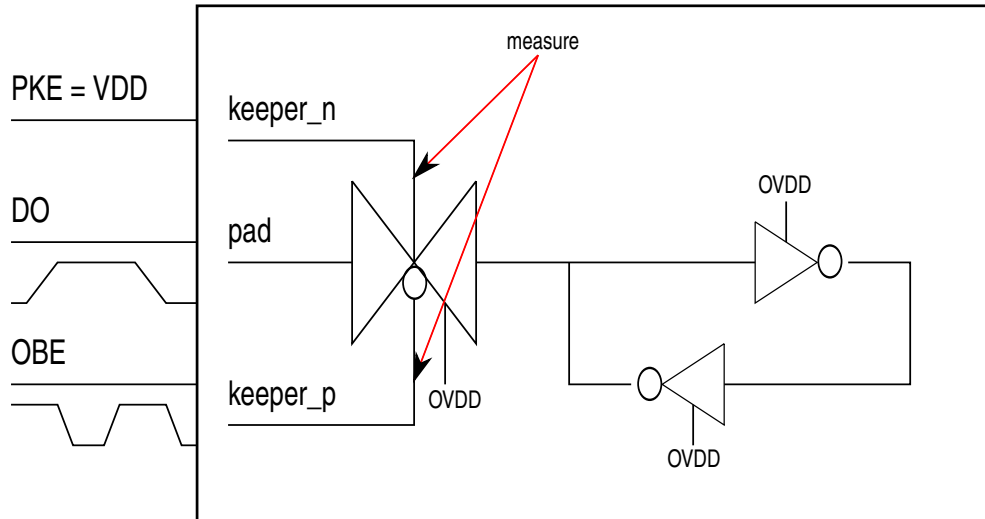 measure
PKE = VDD
keeper_n
DO
pad
OVDD
OBE
keeper_p
OVDD
OVDD